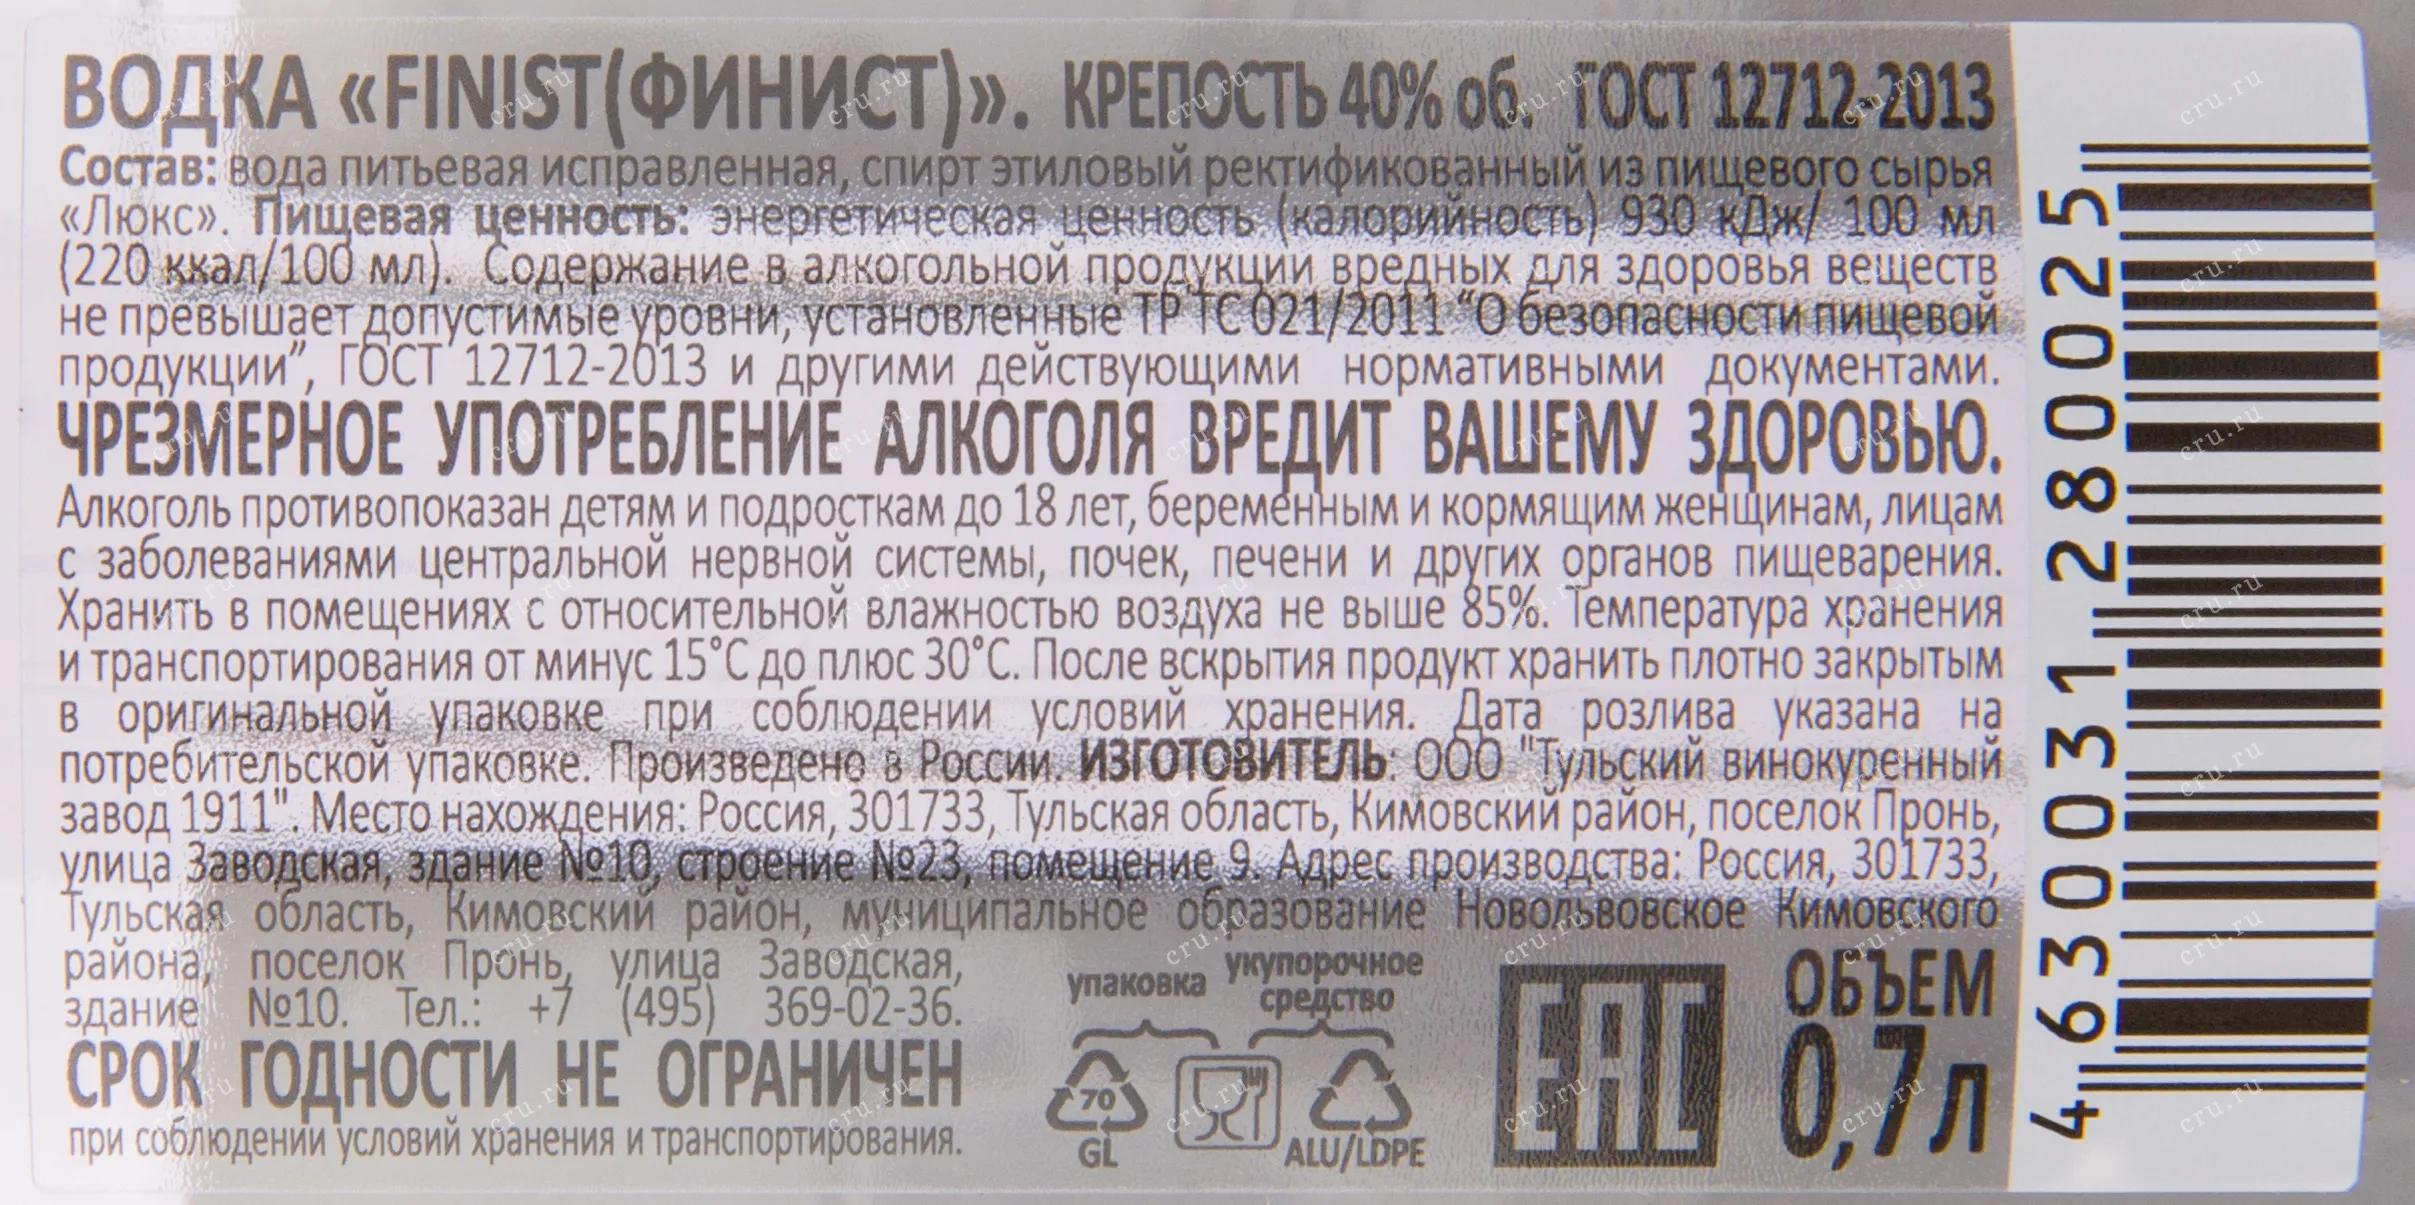 ВОДКА «FINIST(ФИНИСТ)». КРЕПОСТЬ 40% об. ГОСТ 12712-2013
Состав: вода питьевая исправленная, спирт этиловый ректификованный из пищевого сырья
«Люкс». Пищевая ценность: энергетическая ценность (калорийность) 930 кДж/ 100 мл
(220 ккал/100 мл). Содержание в алкогольной продукции вредных для здоровья веществ
не превышает допустимые уровни, установленные ТР ТС 021/2011 “О безопасности пищевой
продукции”, ГОСТ 12712-2013 и другими действующими нормативными документами.
ЧРЕЗМЕРНОЕ УПОТРЕБЛЕНИЕ АЛКОГОЛЯ ВРЕДИТ ВАШЕМУ ЗДОРОВЬЮ.
Алкоголь противопоказан детям и подросткам до 18 лет, беременным и кормящим женщинам, лицам
с заболеваниями центральной нервной системы, почек, печени и других органов пищеварения.
Хранить в помещениях с относительной влажностью воздуха не выше 85%. Температура хранения
и транспортирования от минус 15°С до плюс 30°С. После вскрытия продукт хранить плотно закрытым
в оригинальной упаковке при соблюдении условий хранения. Дата розлива указана на
потребительской упаковке. Произведено в России. ИЗГОТОВИТЕЛЬ: ООО "Тульский винокуренный
завод 1911". Место нахождения: Россия, 301733, Тульская область, Кимовский район, поселок Пронь,
улица Заводская, здание №10, строение №23, помещение 9. Адрес производства: Россия, 301733,
Тульская область, Кимовский район, муниципальное образование Новольвовское Кимовского
района, поселок Пронь, улица Заводская,
здание №10. Тел.: +7 (495) 369-02-36.
СРОК ГОДНОСТИ НЕ ОГРАНИЧЕН
при соблюдении условий хранения и транспортирования.
упаковка
укупорочное
средство
70
GL
ALU/LDPE
EAC
ОБЪЕМ
0,7л
4 630031 280025
cru.ru